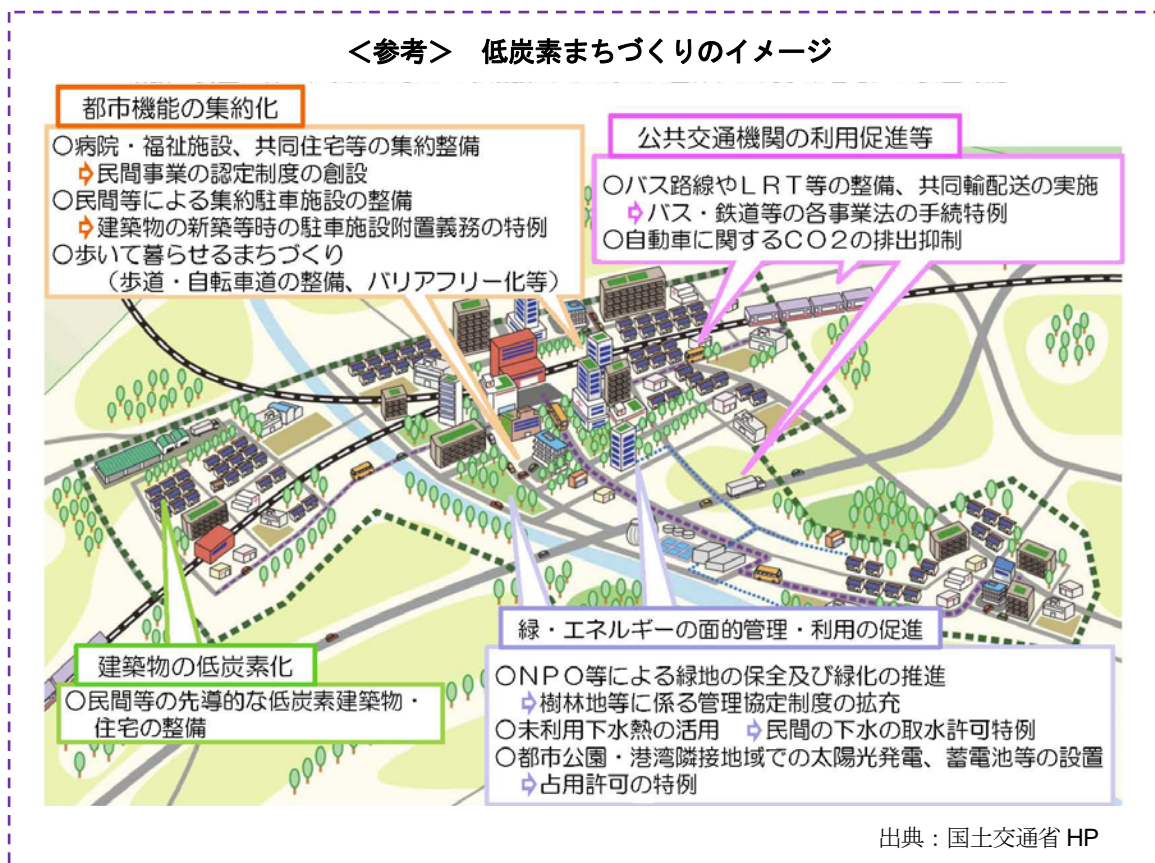 ＜参考＞　低炭素まちづくりのイメージ
都市機能の集約化
○病院・福祉施設、共同住宅等の集約整備
⇨民間事業の認定制度の創設
○民間等による集約駐車施設の整備
⇨建築物の新築等時の駐車施設附置義務の特例
○歩いて暮らせるまちづくり
（歩道・自転車道の整備、バリアフリー化等）
公共交通機関の利用促進等
○バス路線やＬＲＴ等の整備、共同輸配送の実施
⇨バス・鉄道等の各事業法の手続特例
○自動車に関するＣＯ２の排出抑制
建築物の低炭素化
○民間等の先導的な低炭素建築物・
住宅の整備
緑・エネルギーの面的管理・利用の促進
○ＮＰＯ等による緑地の保全及び緑化の推進
⇨樹林地等に係る管理協定制度の拡充
○未利用下水熱の活用　⇨民間の下水の取水許可特例
○都市公園・港湾隣接地域での太陽光発電、蓄電池等の設置
⇨占用許可の特例
出典：国土交通省 HP